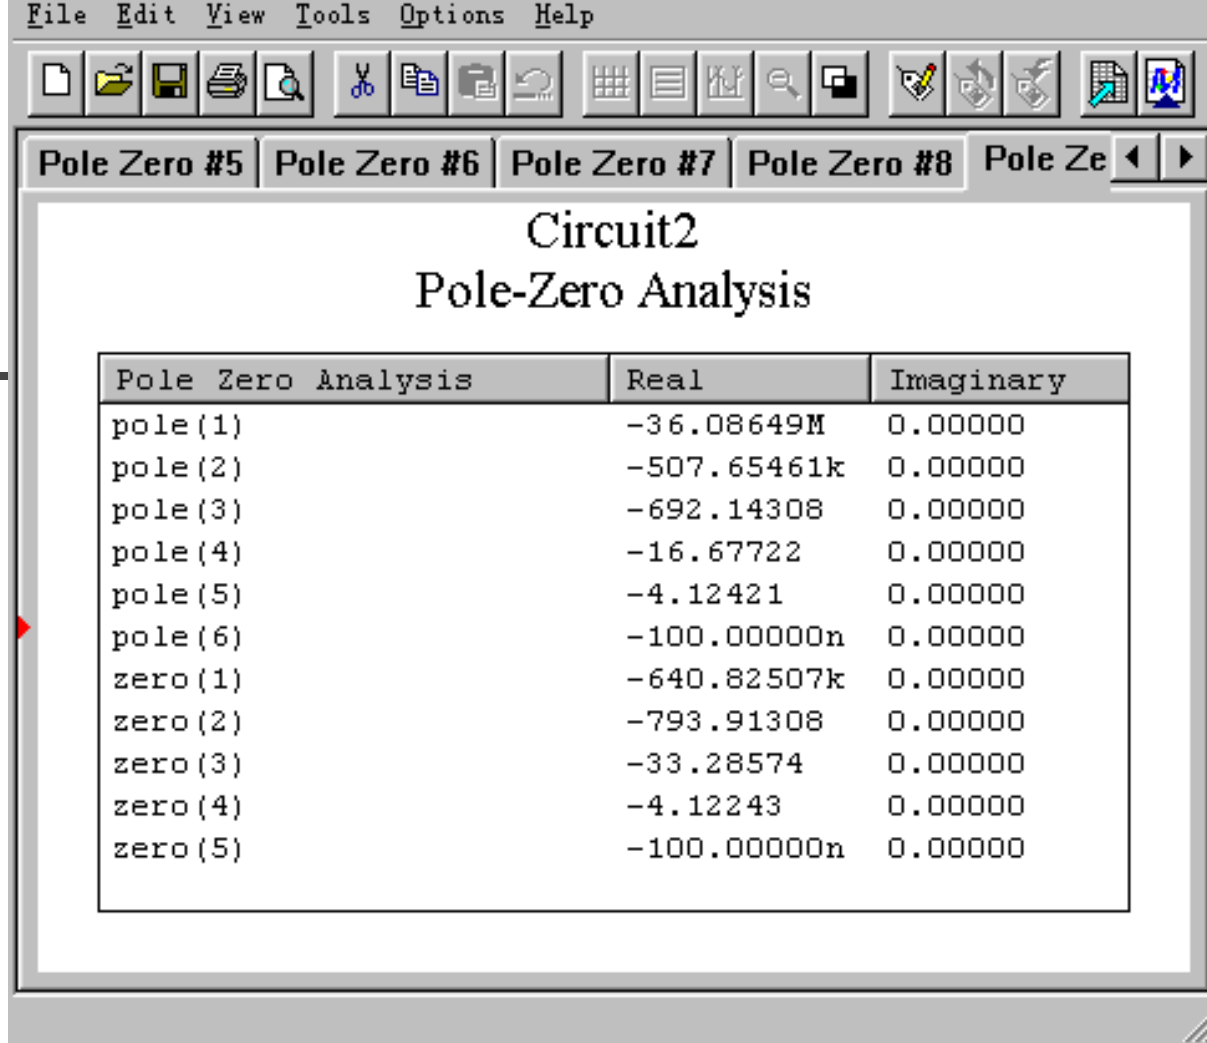 File Edit View Tools Options Help
Pole Zero #5 Pole Zero #6 Pole Zero #7 Pole Zero #8 Pole Ze
Circuit2
Pole-Zero Analysis
Pole Zero Analysis Real Imaginary
pole(1) -36.08649M 0.00000
pole(2) -507.65461k 0.00000
pole(3) -692.14308 0.00000
pole(4) -16.67722 0.00000
pole(5) -4.12421 0.00000
pole(6) -100.00000n 0.00000
zero(1) -640.82507k 0.00000
zero(2) -793.91308 0.00000
zero(3) -33.28574 0.00000
zero(4) -4.12243 0.00000
zero(5) -100.00000n 0.00000